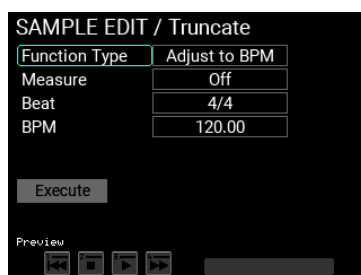 SAMPLE EDIT / Truncate
Function Type Adjust to BPM
Measure Off
Beat 4/4
BPM 120.00
Execute
Preview